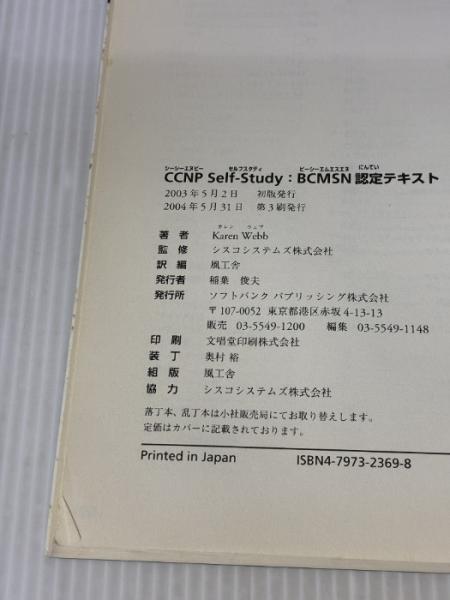 シーシーエヌピー セルフスタディ ビーシーエムエスエヌ にんてい
CCNP Self-Study：BCMSN 認定テキスト
2003年5月2日 初版発行
2004年5月31日 第3刷発行
カレン ウェブ
著者 Karen Webb
監修 シスコシステムズ株式会社
訳編 風工舎
発行者 稲葉 俊夫
発行所 ソフトバンク パブリッシング株式会社
〒107-0052 東京都港区赤坂4-13-13
販売 03-5549-1200 編集 03-5549-1148
印刷 文唱堂印刷株式会社
装丁 奥村 裕
組版 風工舎
協力 シスコシステムズ株式会社
落丁本、乱丁本は小社販売局にてお取り替えします。
定価はカバーに記載されております。
Printed in Japan ISBN4-7973-2369-8